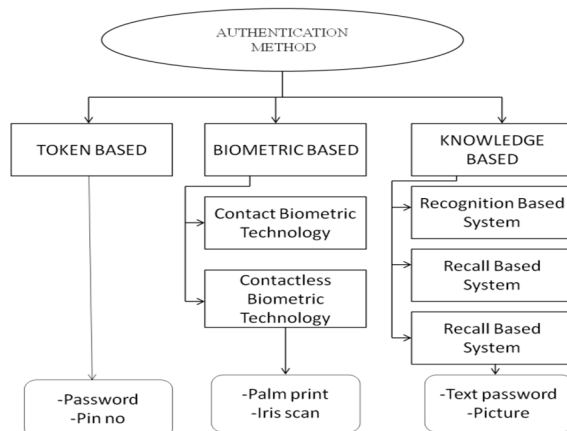 AUTHENTICATION
METHOD
TOKEN BASED
BIOMETRIC BASED
KNOWLEDGE
BASED
Contact Biometric
Technology
Contactless
Biometric
Technology
Recognition Based
System
Recall Based
System
Recall Based
System
-Password
-Pin no
-Palm print
-Iris scan
-Text password
-Picture